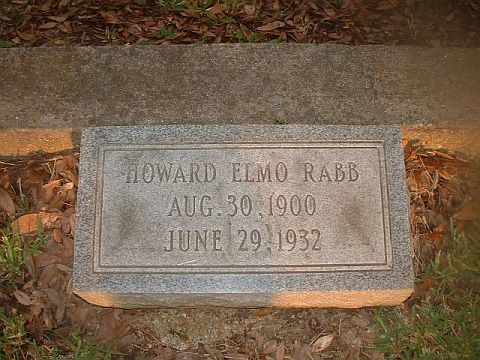 HOWARD ELMO RABB
AUG. 30, 1900
JUNE 29, 1932